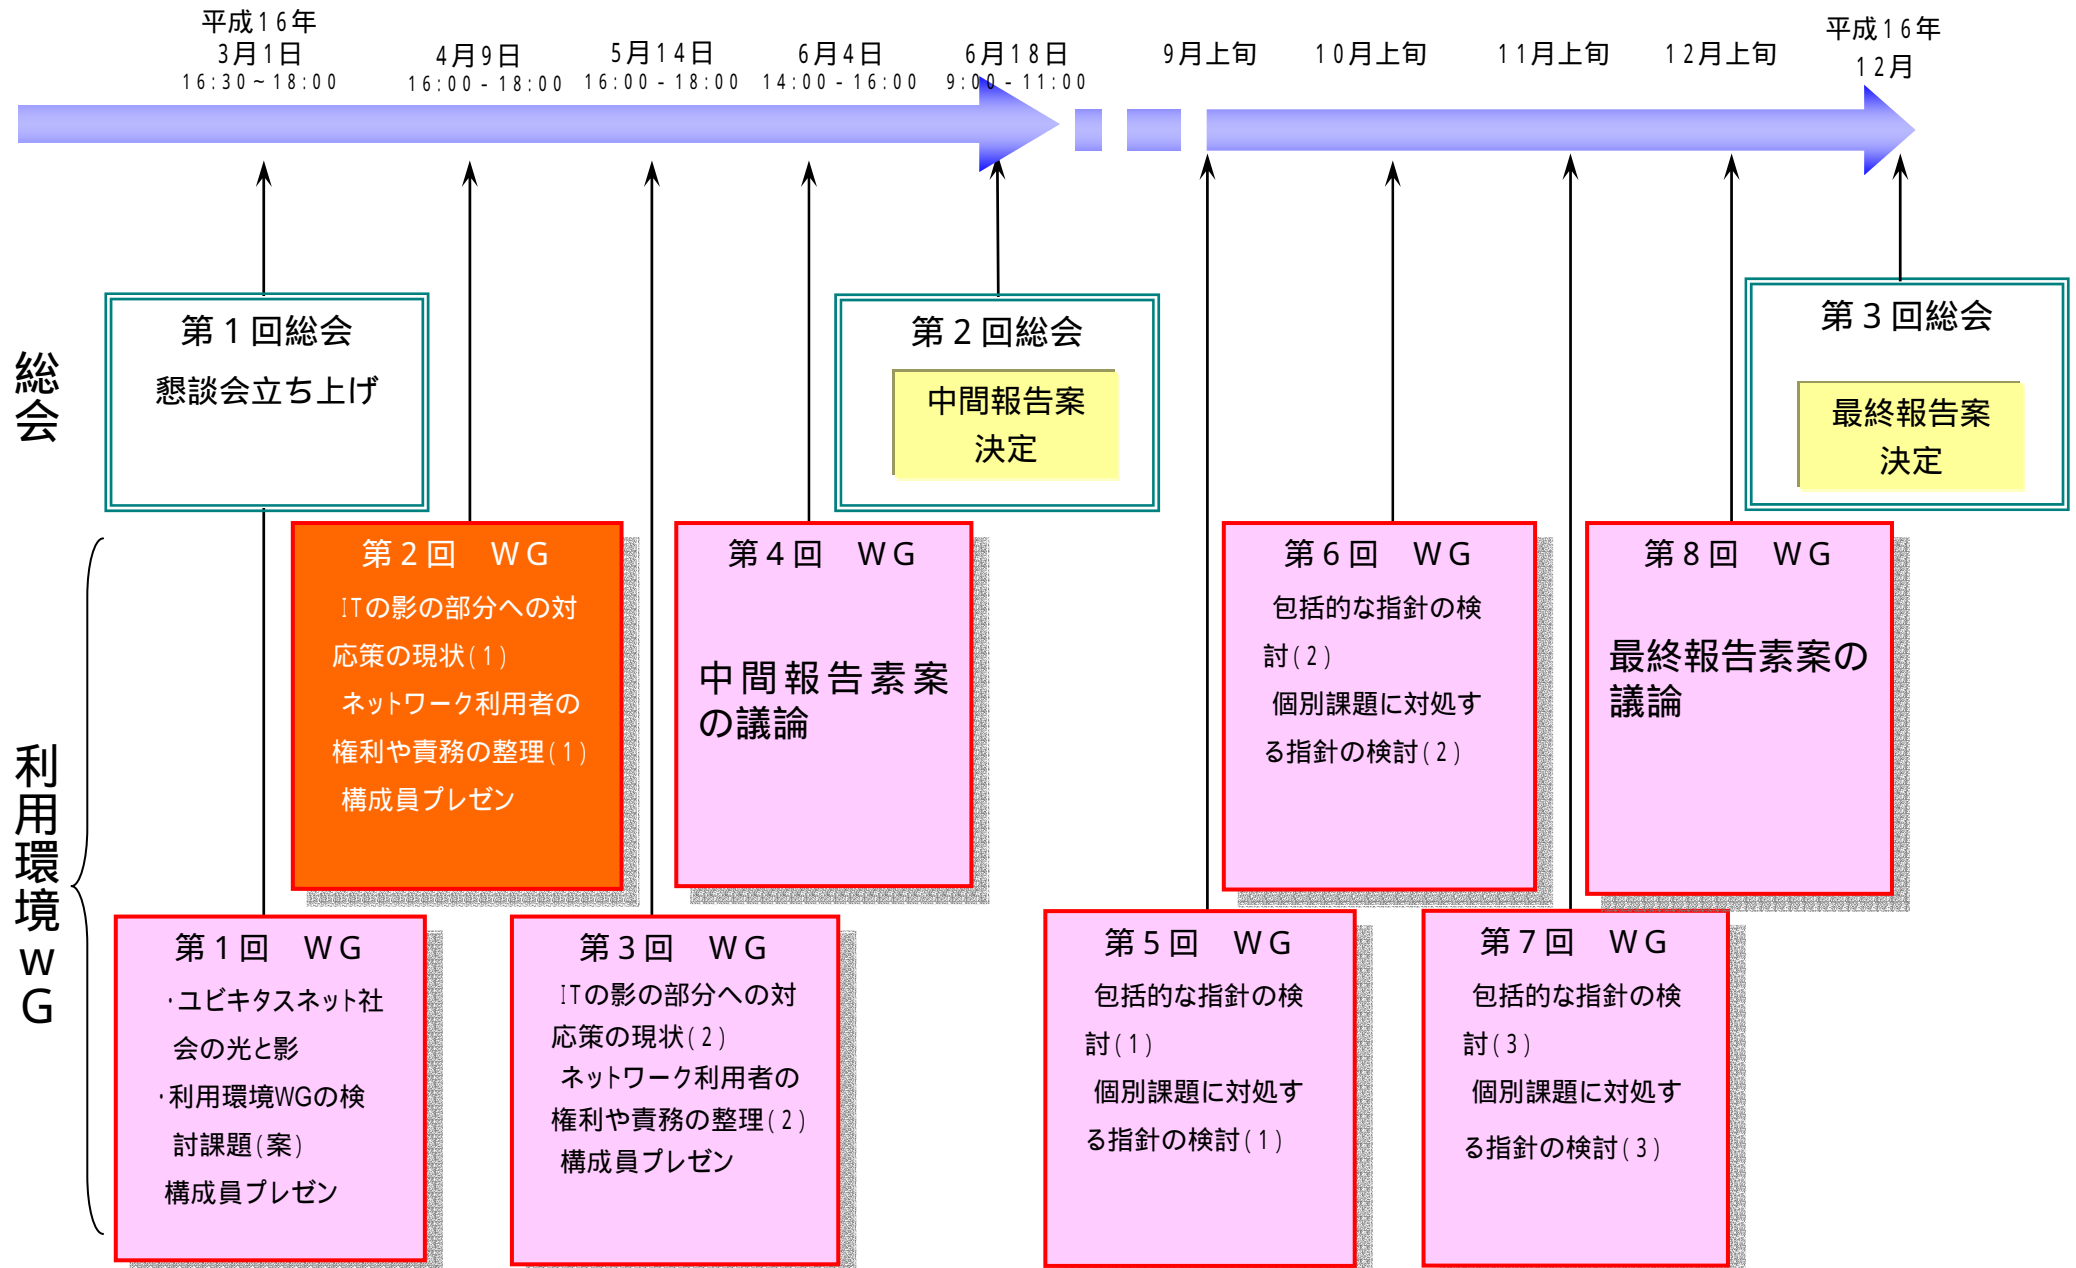 平成16年
3月1日
16:30~18:00
4月9日
16:00-18:00
5月14日
16:00-18:00
6月4日
14:00-16:00
6月18日
9:00-11:00
9月上旬
10月上旬
11月上旬
12月上旬
平成16年
12月
総会
第1回総会
懇談会立ち上げ
第2回総会
中間報告案
決定
第3回総会
最終報告案
決定
利用環境WG
第2回 WG
ITの影の部分への対
応策の現状(1)
ネットワーク利用者の
権利や責務の整理(1)
構成員プレゼン
第4回 WG
中間報告素案
の議論
第6回 WG
包括的な指針の検
討(2)
個別課題に対処す
る指針の検討(2)
第8回 WG
最終報告素案の
議論
第1回 WG
・ユビキタスネット社
会の光と影
・利用環境WGの検
討課題(案)
構成員プレゼン
第3回 WG
ITの影の部分への対
応策の現状(2)
ネットワーク利用者の
権利や責務の整理(2)
構成員プレゼン
第5回 WG
包括的な指針の検
討(1)
個別課題に対処す
る指針の検討(1)
第7回 WG
包括的な指針の検
討(3)
個別課題に対処す
る指針の検討(3)